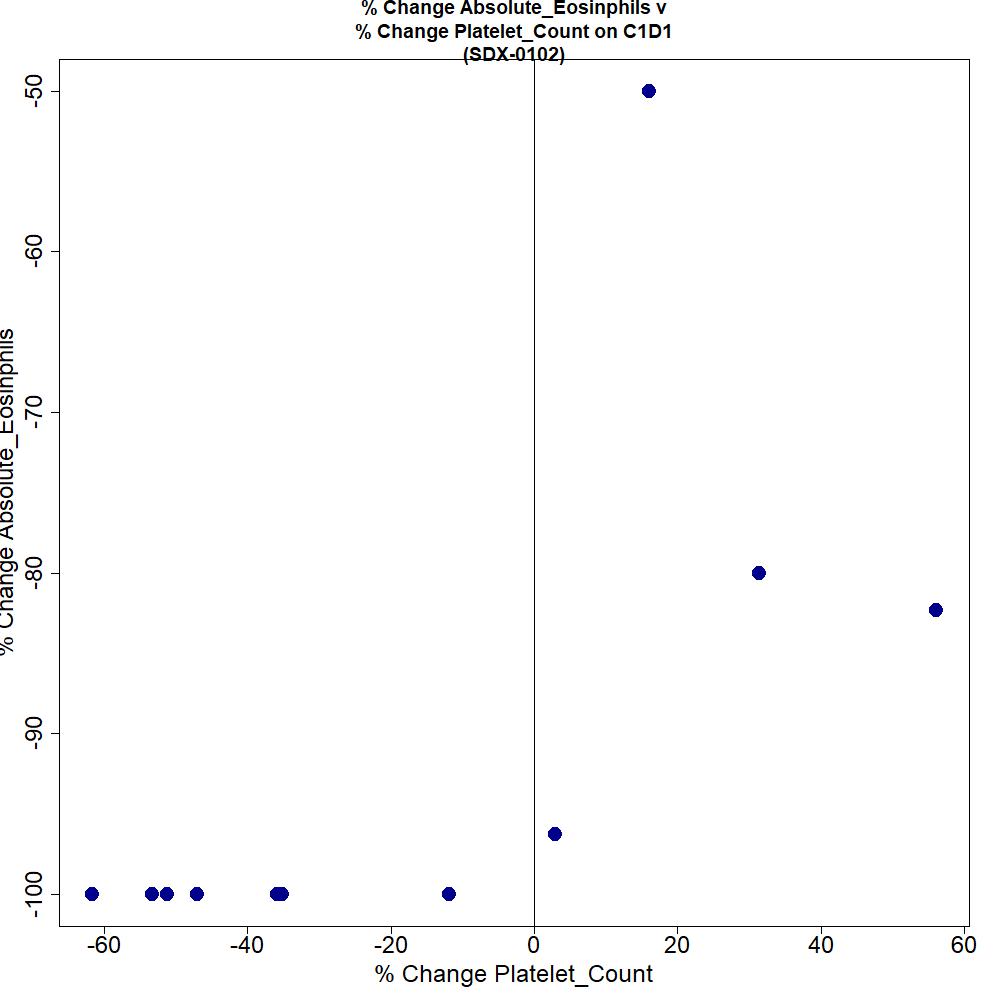 % Change Absolute_Eosinphils v
% Change Platelet_Count on C1D1
(SDX-0102)
% Change Absolute_Eosinphils
-50
-60
-70
-80
-90
-100
-60
-40
-20
0
20
40
60
% Change Platelet_Count